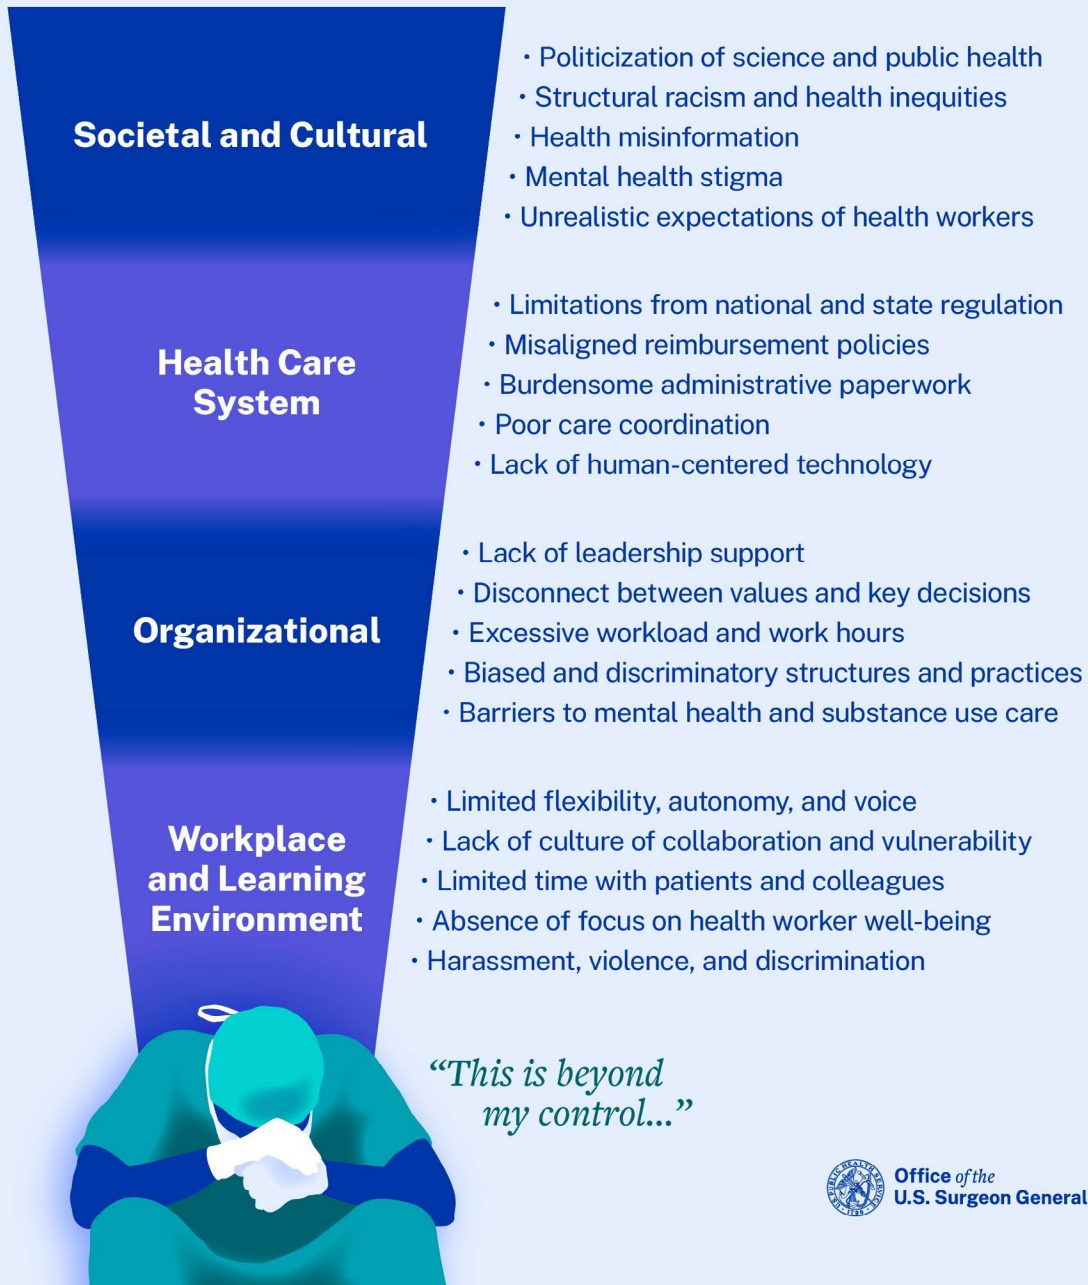 Societal and Cultural
• Politicization of science and public health
• Structural racism and health inequities
• Health misinformation
• Mental health stigma
• Unrealistic expectations of health workers
Health Care
System
• Limitations from national and state regulation
• Misaligned reimbursement policies
• Burdensome administrative paperwork
• Poor care coordination
• Lack of human-centered technology
Organizational
• Lack of leadership support
• Disconnect between values and key decisions
• Excessive workload and work hours
• Biased and discriminatory structures and practices
• Barriers to mental health and substance use care
Workplace
and Learning
Environment
• Limited flexibility, autonomy, and voice
• Lack of culture of collaboration and vulnerability
• Limited time with patients and colleagues
• Absence of focus on health worker well-being
• Harassment, violence, and discrimination
“This is beyond
my control...”
Office of the
U.S. Surgeon General